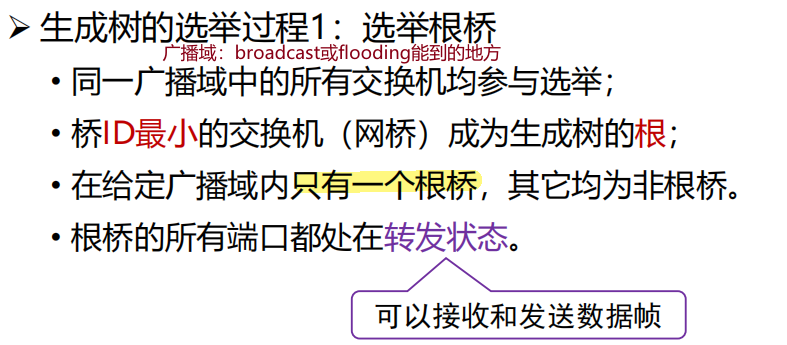 ➢ 生成树的选举过程1：选举根桥
广播域：broadcast或flooding能到的地方
• 同一广播域中的所有交换机均参与选举；
• 桥ID最小的交换机（网桥）成为生成树的根；
• 在给定广播域内只有一个根桥，其它均为非根桥。
• 根桥的所有端口都处在转发状态。
可以接收和发送数据帧